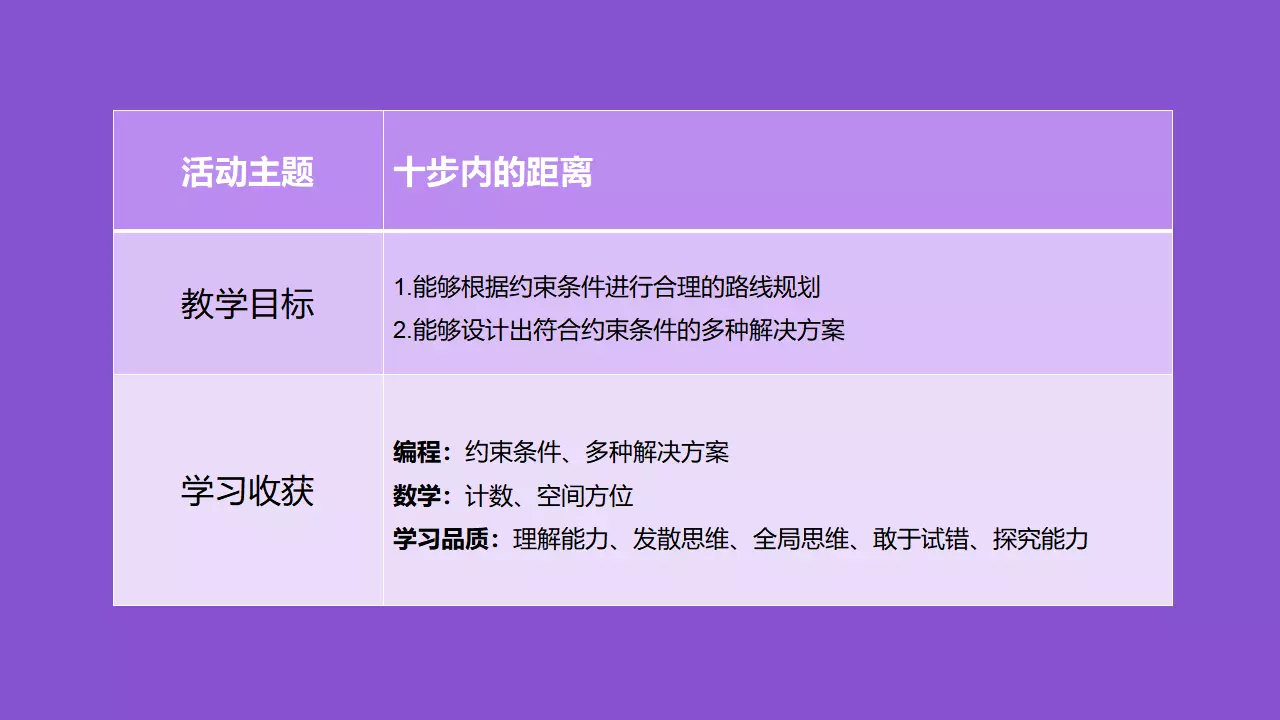 活动主题
十步内的距离
教学目标
1.能够根据约束条件进行合理的路线规划
2.能够设计出符合约束条件的多种解决方案
学习收获
编程：约束条件、多种解决方案
数学：计数、空间方位
学习品质：理解能力、发散思维、全局思维、敢于试错、探究能力